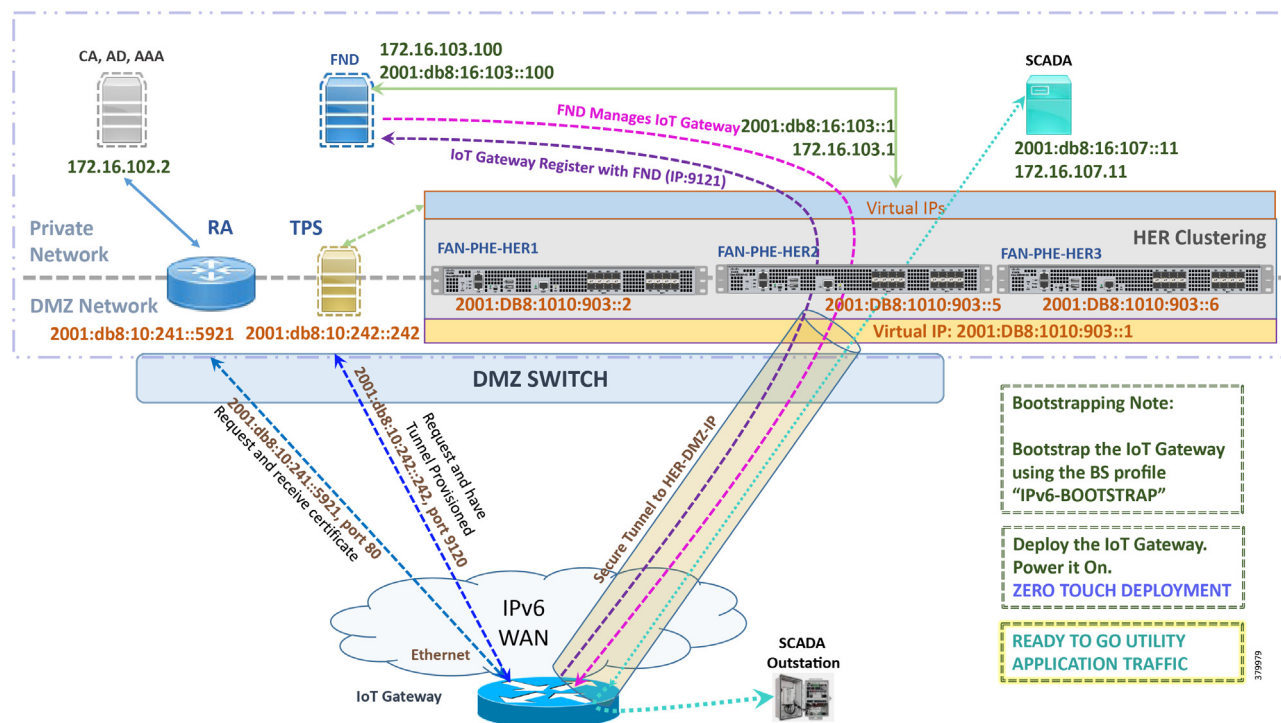 CA, AD, AAA
172.16.102.2
FND
172.16.103.100
2001:db8:16:103::100
FND Manages IoT Gateway
IoT Gateway Register with FND (IP:9121)
2001:db8:16:103::1
172.16.103.1
SCADA
2001:db8:16:107::11
172.16.107.11
Private
Network
RA
TPS
Virtual IPs
HER Clustering
FAN-PHE-HER1
FAN-PHE-HER2
FAN-PHE-HER3
DMZ Network
2001:DB8:1010:903::2
2001:DB8:1010:903::5
2001:DB8:1010:903::6
2001:db8:10:241::5921
2001:db8:10:242::242
Virtual IP: 2001:DB8:1010:903::1
DMZ SWITCH
2001:db8:10:241::5921, port 80
Request and receive certificate
Request and have
Tunnel Provisioned
2001:db8:10:242::242, port 9120
Secure Tunnel to HER-DMZ-IP
Bootstrapping Note:
Bootstrap the IoT Gateway
using the BS profile
“IPv6-BOOTSTRAP”
Deploy the IoT Gateway.
Power it On.
ZERO TOUCH DEPLOYMENT
READY TO GO UTILITY
APPLICATION TRAFFIC
379979
IPv6
WAN
Ethernet
IoT Gateway
SCADA
Outstation